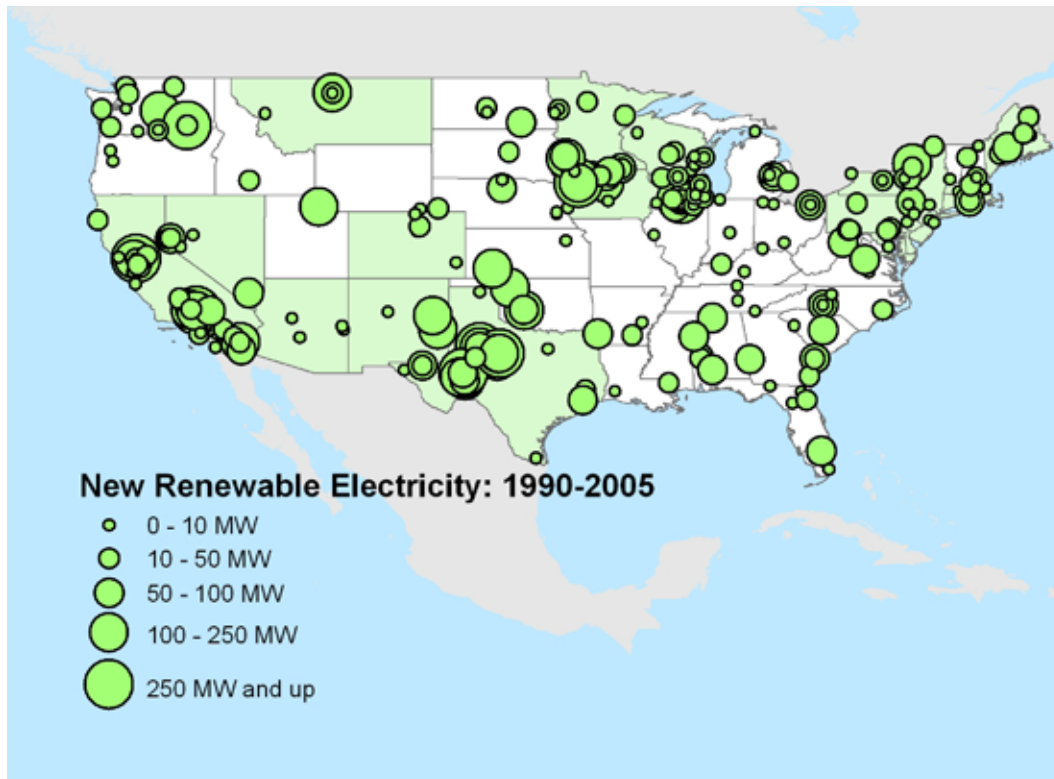 New Renewable Electricity: 1990-2005
0 - 10 MW
10 - 50 MW
50 - 100 MW
100 - 250 MW
250 MW and up